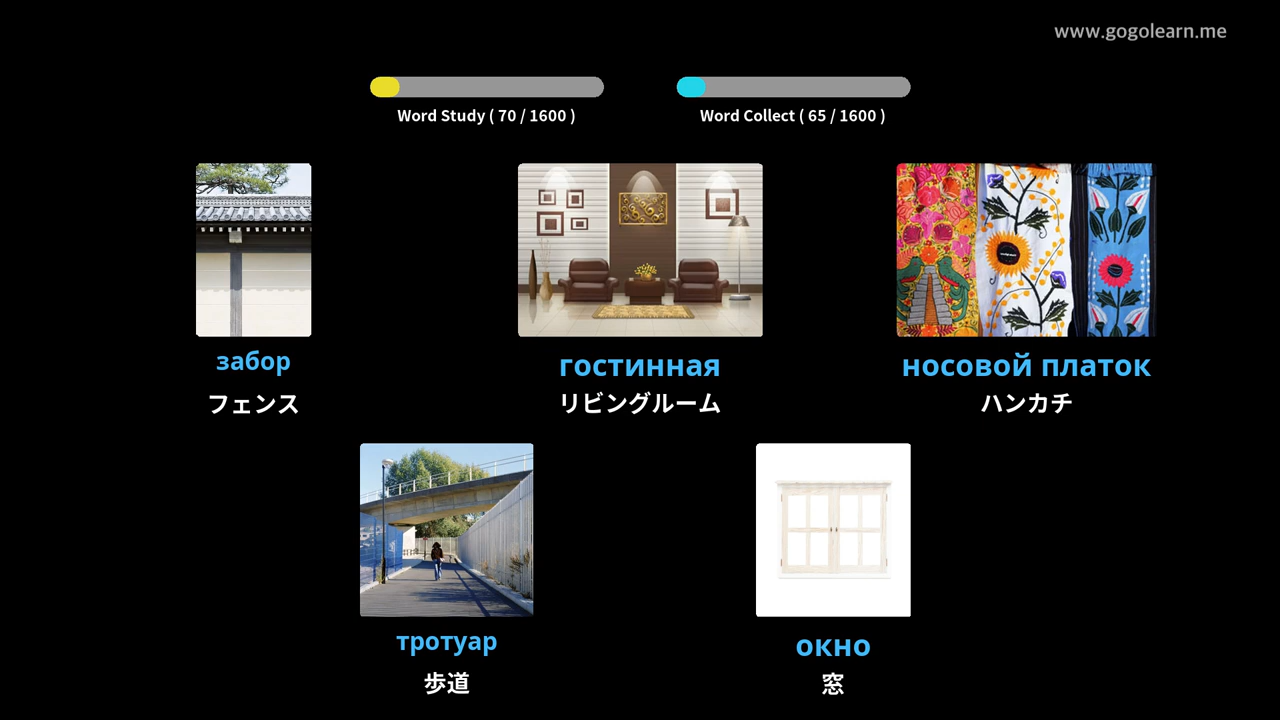 www.gogolearn.me
Word Study ( 70 / 1600 )
Word Collect ( 65 / 1600 )
забор
フェンス
гостинная
リビングルーム
носовой платок
ハンカチ
тротуар
歩道
окно
窓